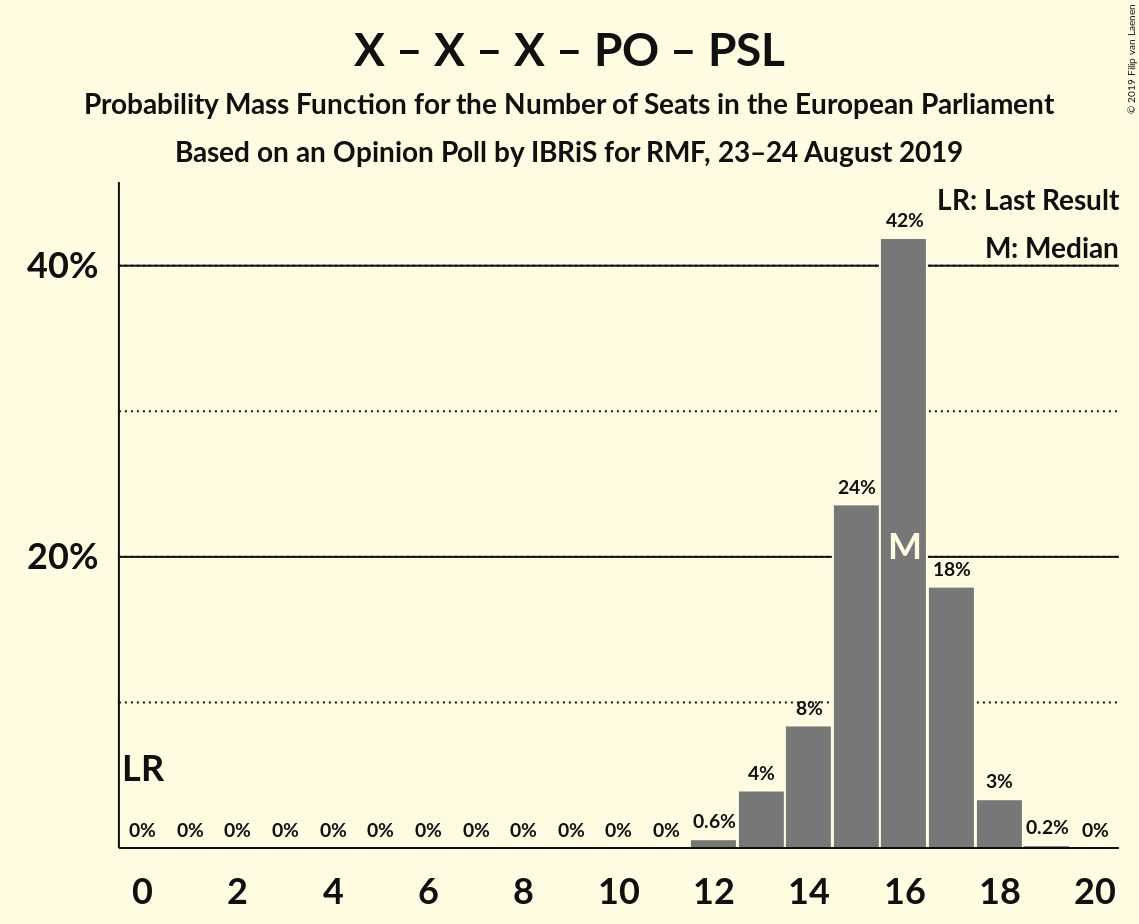 X – X – X – PO – PSL
Probability Mass Function for the Number of Seats in the European Parliament
Based on an Opinion Poll by IBRiS for RMF, 23–24 August 2019
© 2019 Filip van Laenen
LR: Last Result
M: Median
42%
40%
24%
M
20%
18%
8%
LR
4%
3%
0% 0% 0% 0% 0% 0% 0% 0% 0% 0% 0% 0% 0.6% 0.2% 0%
0 2 4 6 8 10 12 14 16 18 20